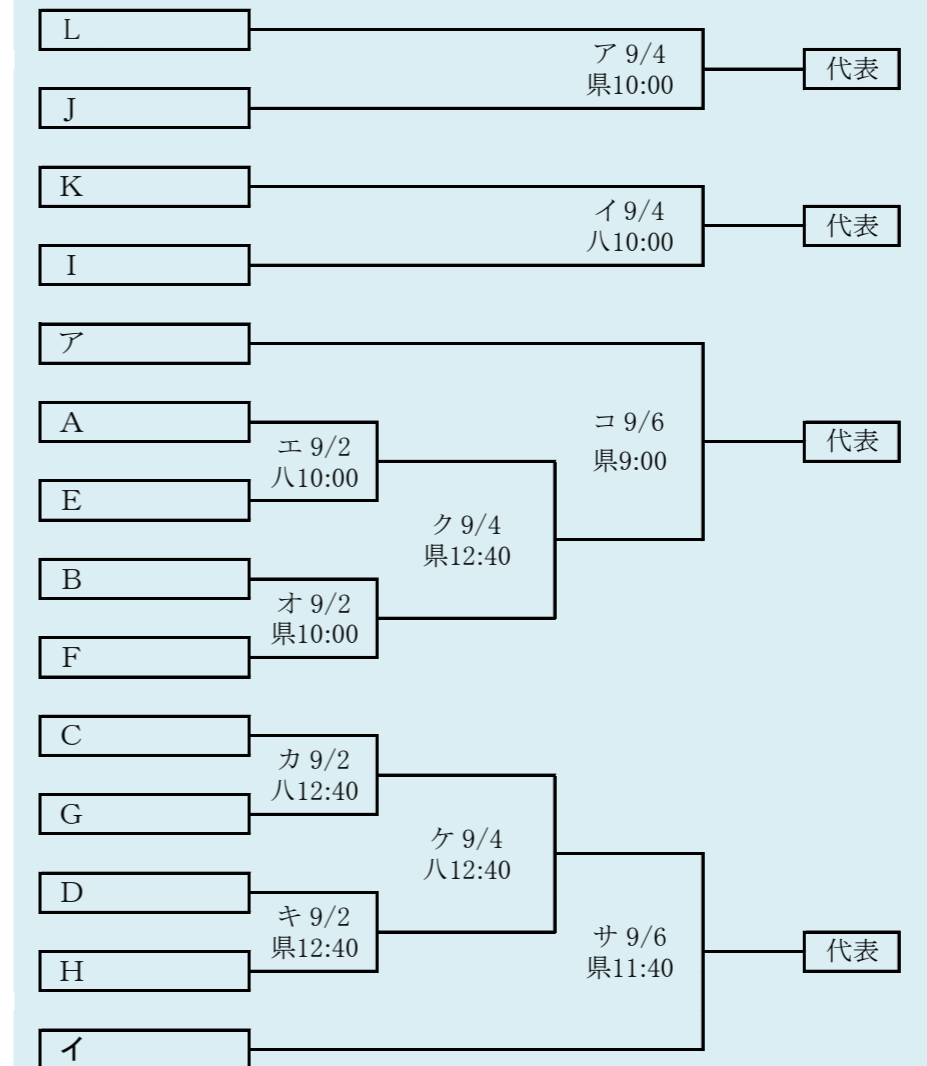 L
ア 9/4
県10:00
代表
J
K
イ 9/4
八10:00
代表
I
ア
A
エ 9/2
八10:00
E
コ 9/6
県9:00
代表
ク 9/4
県12:40
B
オ 9/2
県10:00
F
C
カ 9/2
八12:40
G
ケ 9/4
八12:40
D
キ 9/2
県12:40
H
サ 9/6
県11:40
代表
イ